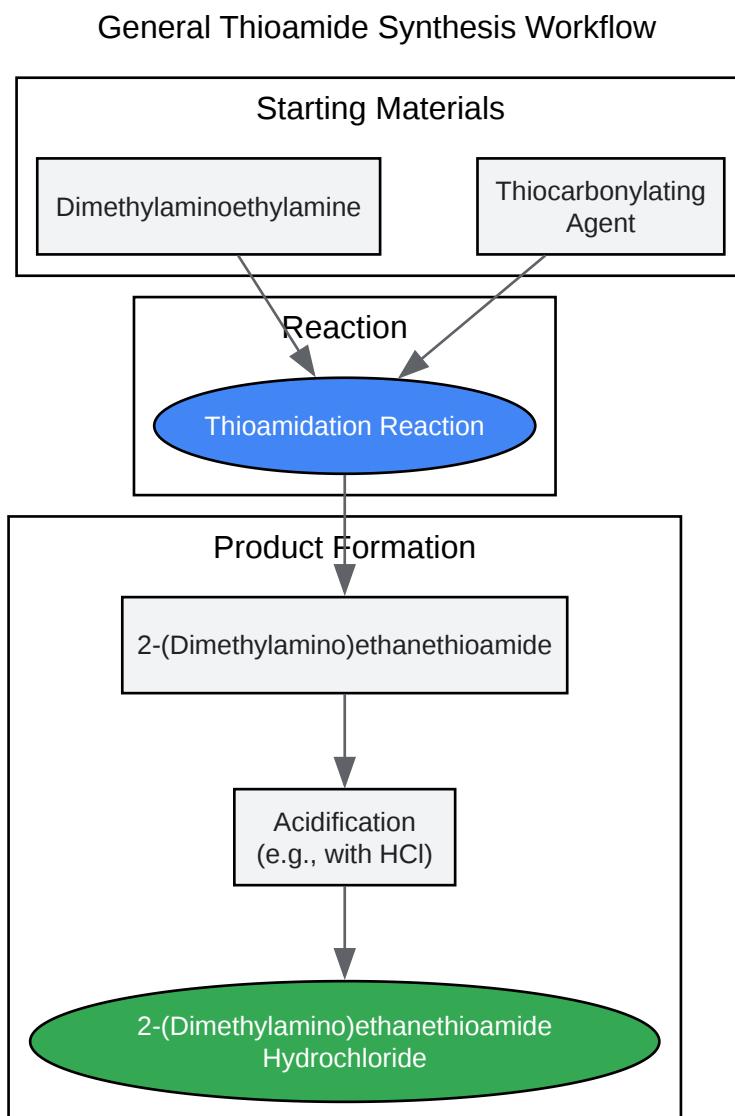 General Thioamide Synthesis Workflow
Starting Materials
Dimethylaminoethylamine
Thiocarbonylating
Agent
Reaction
Thioamidation Reaction
Product Formation
2-(Dimethylamino)ethanethioamide
Acidification
(e.g., with HCl)
2-(Dimethylamino)ethanethioamide
Hydrochloride